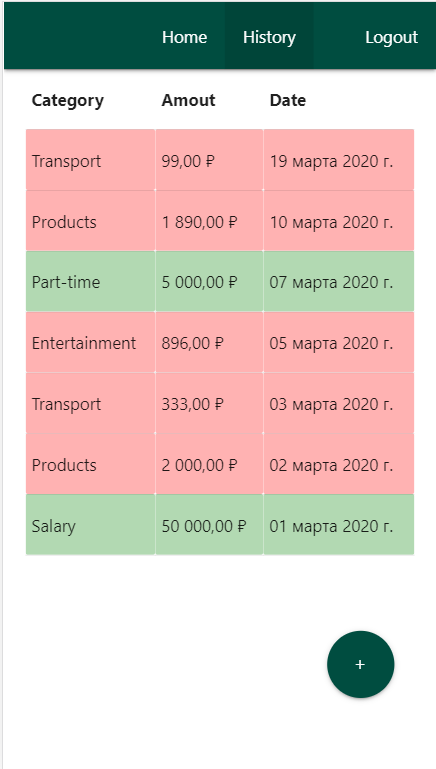 Home History Logout
Category Amout Date
Transport 99,00 ₽ 19 марта 2020 г.
Products 1 890,00 ₽ 10 марта 2020 г.
Part-time 5 000,00 ₽ 07 марта 2020 г.
Entertainment 896,00 ₽ 05 марта 2020 г.
Transport 333,00 ₽ 03 марта 2020 г.
Products 2 000,00 ₽ 02 марта 2020 г.
Salary 50 000,00 ₽ 01 марта 2020 г.
+